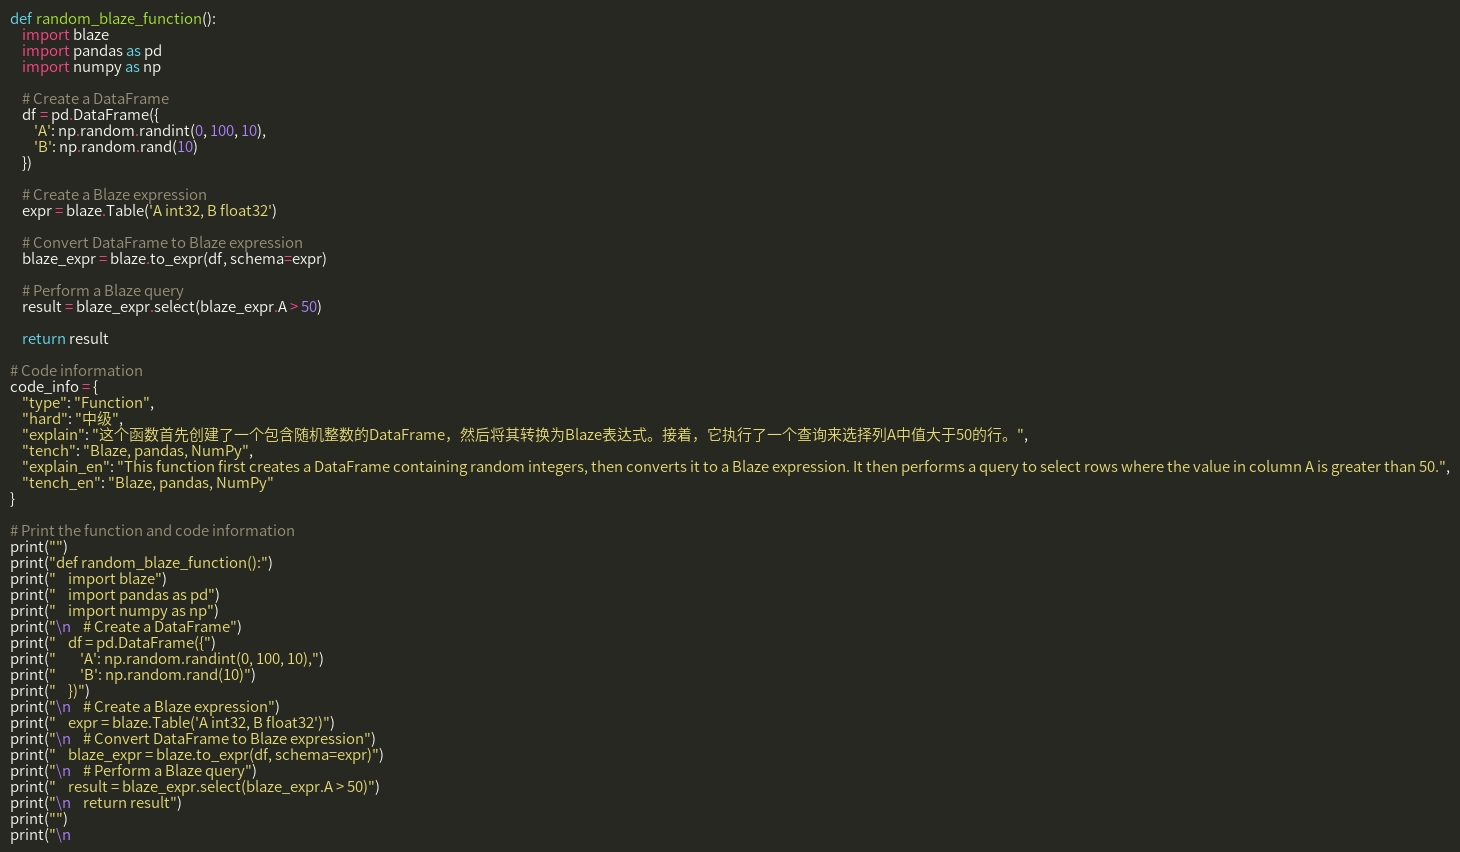 def random_blaze_function():
    import blaze
    import pandas as pd
    import numpy as np

    # Create a DataFrame
    df = pd.DataFrame({
        'A': np.random.randint(0, 100, 10),
        'B': np.random.rand(10)
    })

    # Create a Blaze expression
    expr = blaze.Table('A int32, B float32')

    # Convert DataFrame to Blaze expression
    blaze_expr = blaze.to_expr(df, schema=expr)

    # Perform a Blaze query
    result = blaze_expr.select(blaze_expr.A > 50)

    return result

# Code information
code_info = {
    "type": "Function",
    "hard": "中级",
    "explain": "这个函数首先创建了一个包含随机整数的DataFrame，然后将其转换为Blaze表达式。接着，它执行了一个查询来选择列A中值大于50的行。",
    "tench": "Blaze, pandas, NumPy",
    "explain_en": "This function first creates a DataFrame containing random integers, then converts it to a Blaze expression. It then performs a query to select rows where the value in column A is greater than 50.",
    "tench_en": "Blaze, pandas, NumPy"
}

# Print the function and code information
print("")
print("def random_blaze_function():")
print("    import blaze")
print("    import pandas as pd")
print("    import numpy as np")
print("\n    # Create a DataFrame")
print("    df = pd.DataFrame({")
print("        'A': np.random.randint(0, 100, 10),")
print("        'B': np.random.rand(10)")
print("    })")
print("\n    # Create a Blaze expression")
print("    expr = blaze.Table('A int32, B float32')")
print("\n    # Convert DataFrame to Blaze expression")
print("    blaze_expr = blaze.to_expr(df, schema=expr)")
print("\n    # Perform a Blaze query")
print("    result = blaze_expr.select(blaze_expr.A > 50)")
print("\n    return result")
print("")
print("\n